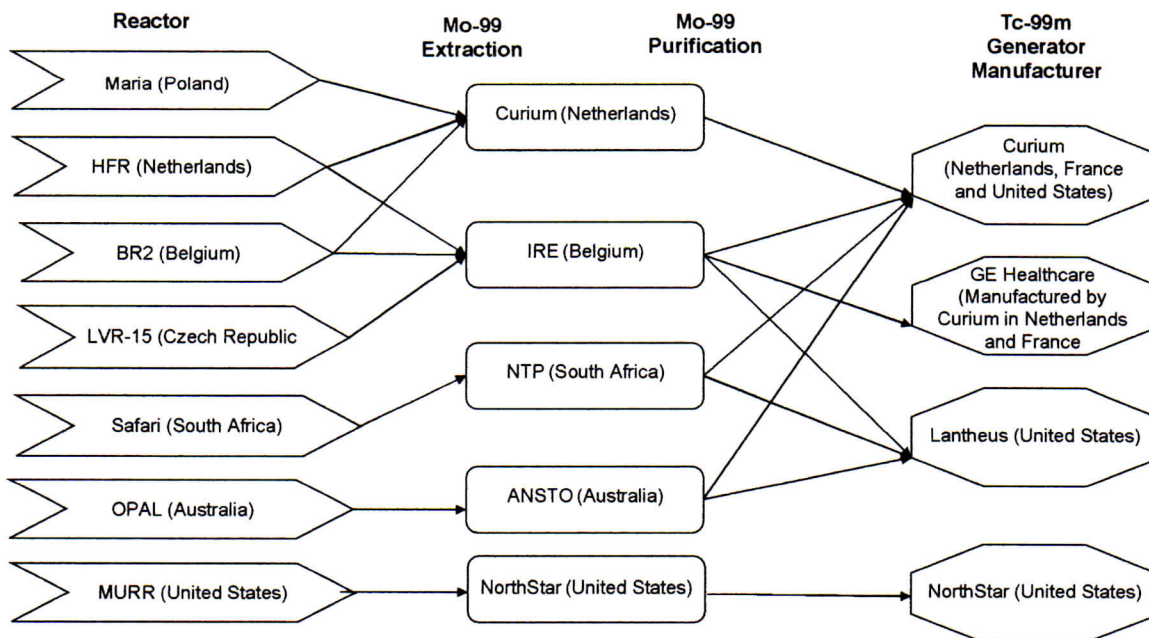 Reactor
Mo-99
Extraction
Mo-99
Purification
Tc-99m
Generator
Manufacturer
Maria (Poland)
HFR (Netherlands)
BR2 (Belgium)
LVR-15 (Czech Republic
Safari (South Africa)
OPAL (Australia)
MURR (United States)
Curium (Netherlands)
IRE (Belgium)
NTP (South Africa)
ANSTO (Australia)
NorthStar (United States)
Curium
(Netherlands, France
and United States)
GE Healthcare
(Manufactured by
Curium in Netherlands
and France
Lantheus (United States)
NorthStar (United States)